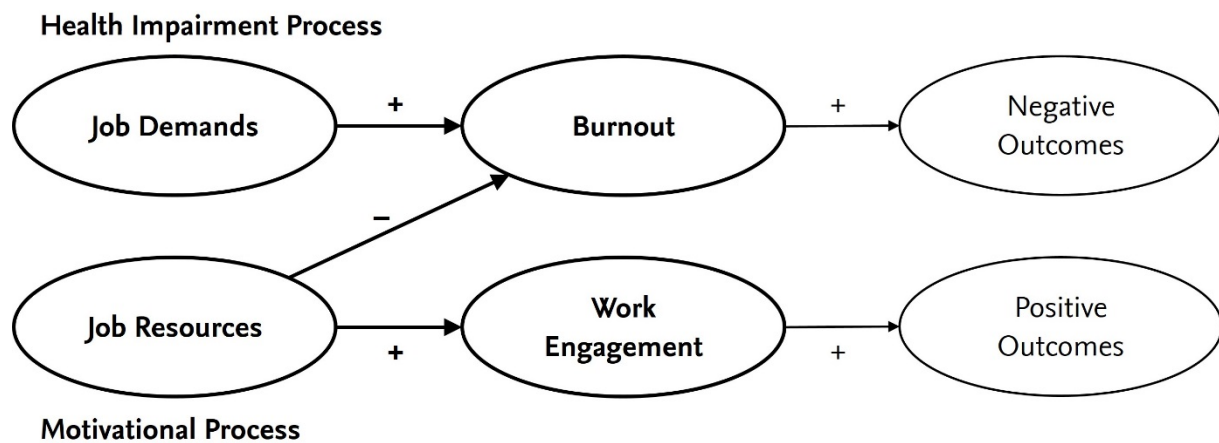 Health Impairment Process
Job Demands
+
Burnout
+
Negative
Outcomes
–
Job Resources
+
Work
Engagement
+
Positive
Outcomes
Motivational Process